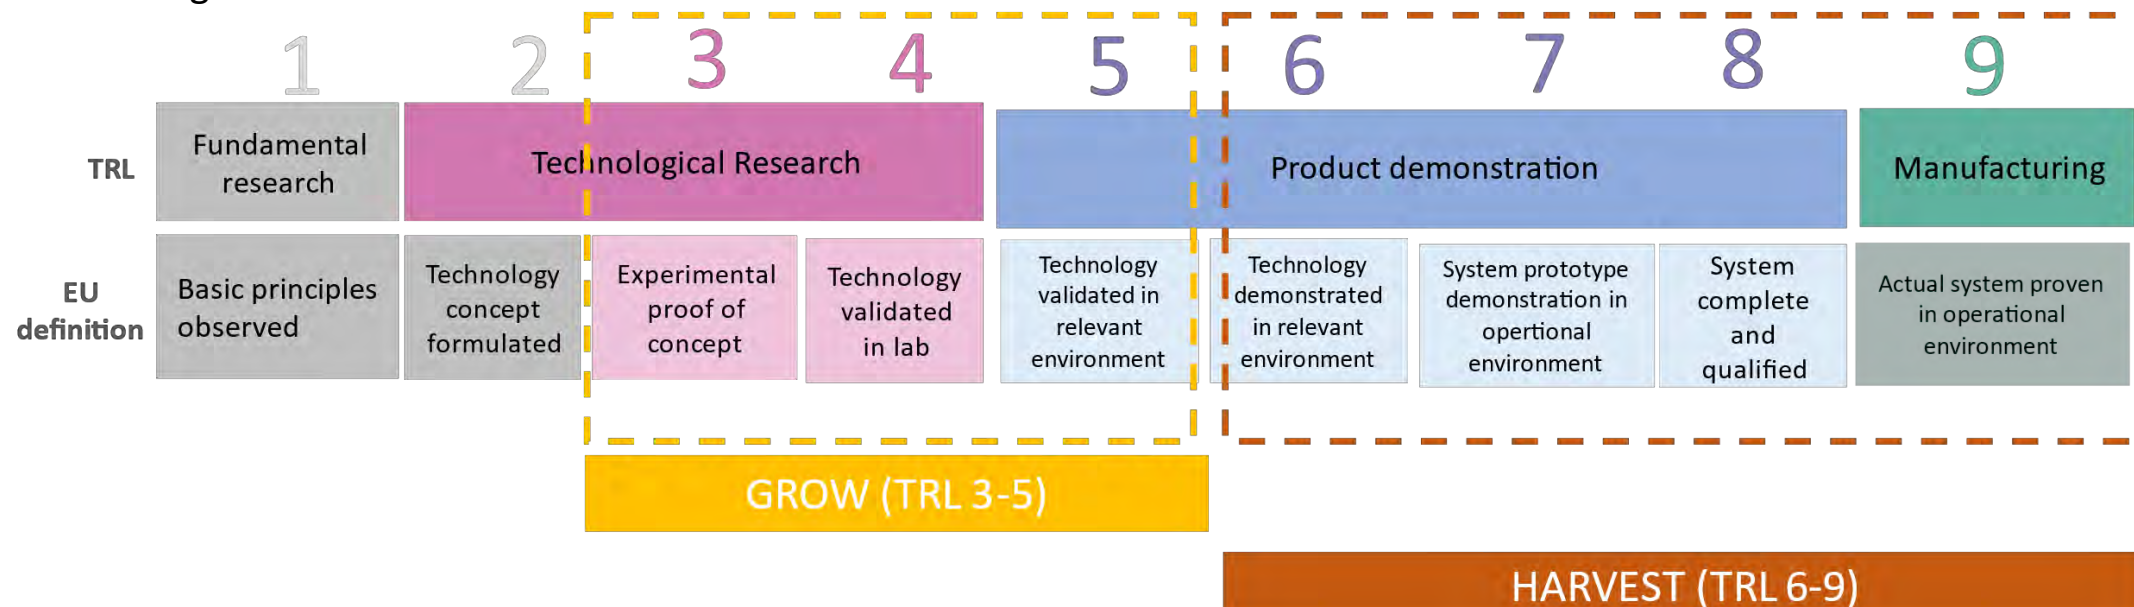 1 2 3 4 5 6 7 8 9
TRL
Fundamental
research
Technological Research
Product demonstration
Manufacturing
EU
definition
Basic principles
observed
Technology
concept
formulated
Experimental
proof of
concept
Technology
validated
in lab
Technology
validated in
relevant
environment
Technology
demonstrated
in relevant
environment
System prototype
demonstration in
opertional
environment
System
complete
and
qualified
Actual system proven
in operational
environment
GROW (TRL 3-5)
HARVEST (TRL 6-9)